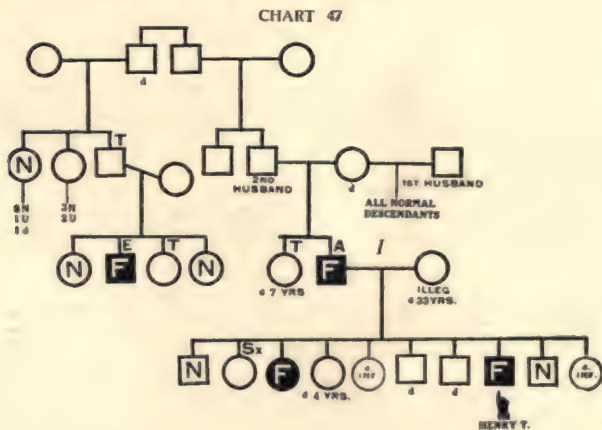 CHART 47
d
N
T
2ND
HUSBAND
d
1ST HUSBAND
8N
1U
1d
3N
2U
ALL NORMAL
DESCENDANTS
N
E
F
T
N
T
A
F
I
d 7 YRS
ILLEG
d 33 YRS.
N
Sx
F
d.
INF.
d
d
F
N
d.
INF.
d 4 YRS.
HENRY T.